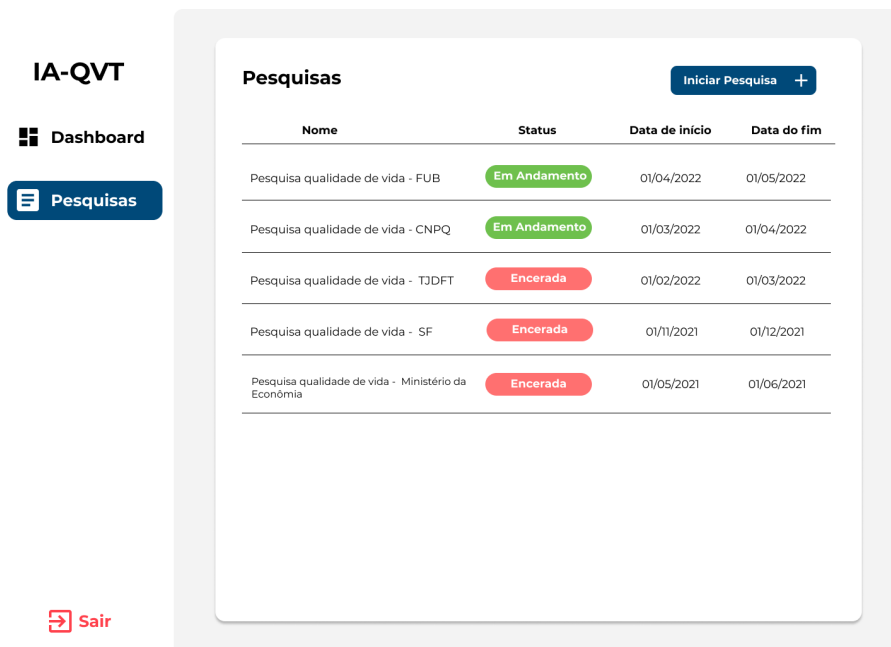 IA-QVT
Dashboard
Pesquisas
Sair
Pesquisas
Iniciar Pesquisa +
Nome Status Data de início Data do fim
Pesquisa qualidade de vida - FUB Em Andamento 01/04/2022 01/05/2022
Pesquisa qualidade de vida - CNPQ Em Andamento 01/03/2022 01/04/2022
Pesquisa qualidade de vida - TJDFT Encerada 01/02/2022 01/03/2022
Pesquisa qualidade de vida - SF Encerada 01/11/2021 01/12/2021
Pesquisa qualidade de vida - Ministério da
Econômia Encerada 01/05/2021 01/06/2021